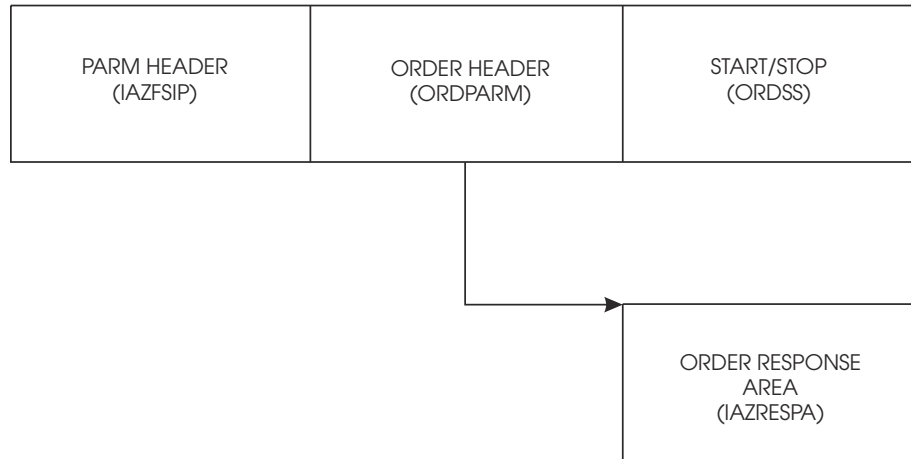 PARM HEADER
(IAZFSIP)
ORDER HEADER
(ORDPARM)
START/STOP
(ORDSS)
ORDER RESPONSE
AREA
(IAZRESPA)